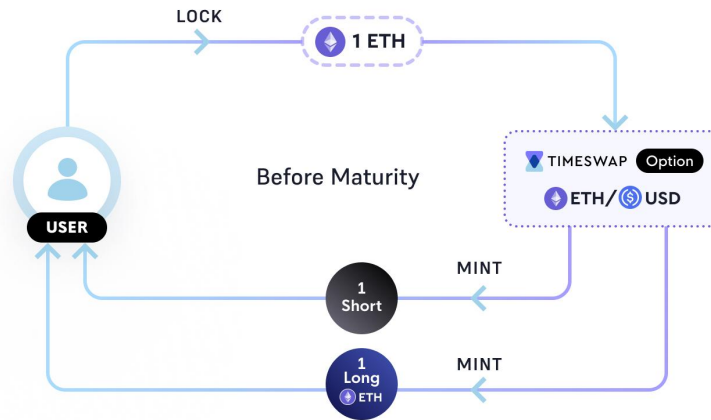 LOCK
1 ETH
TIMESWAP Option
ETH/USD
Before Maturity
USER
MINT
1
Short
MINT
1
Long
ETH